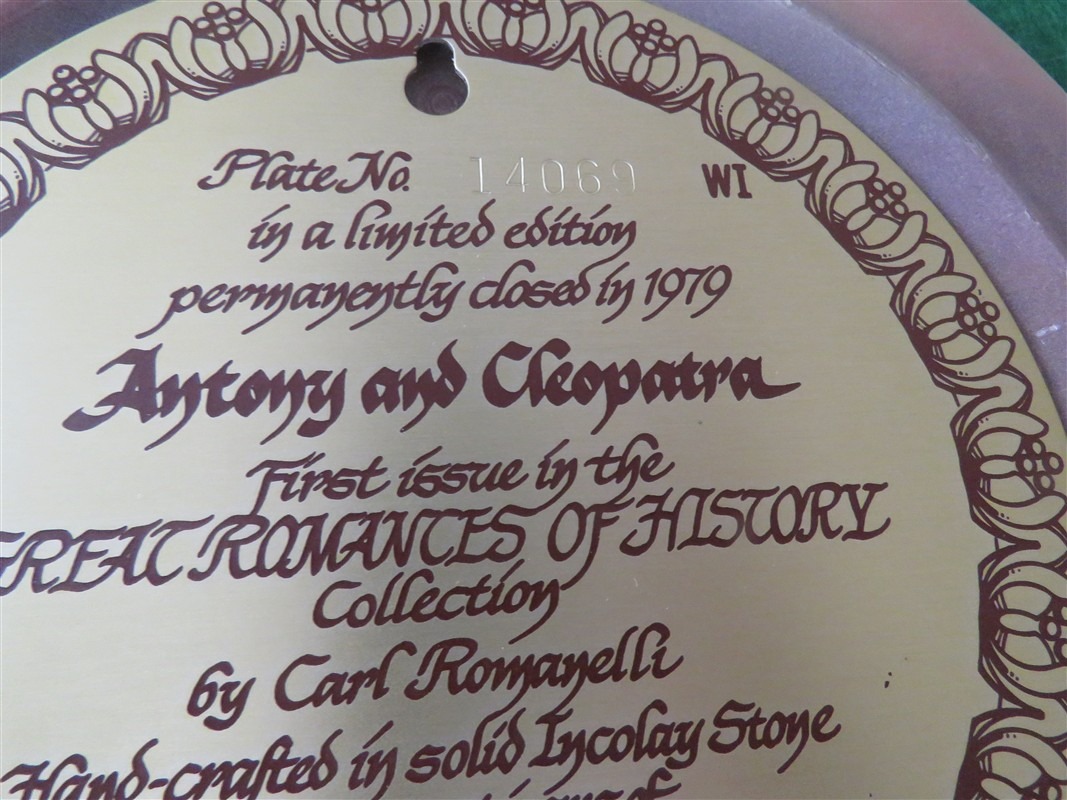 Plate No. 14069 WI
in a limited edition
permanently closed in 1979
Antony and Cleopatra
First issue in the
GREAT ROMANCES OF HISTORY
Collection
by Carl Romanelli
Hand-crafted in solid Incolay Stone
of